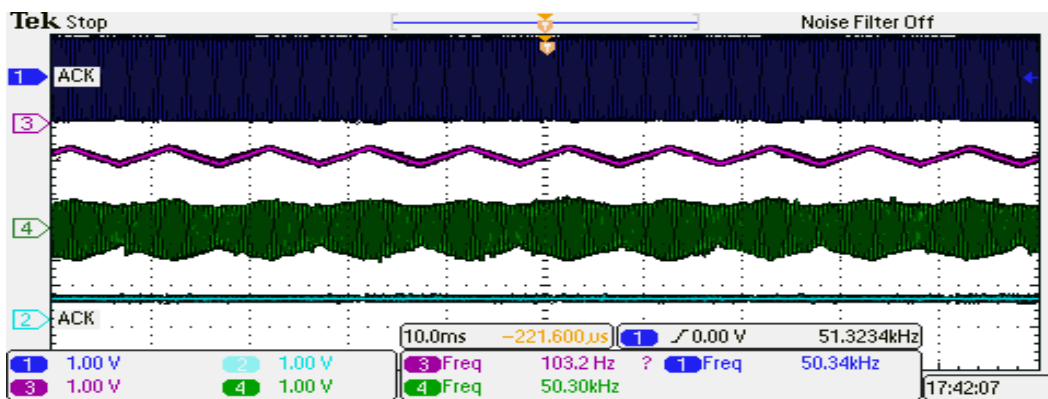 Tek Stop Noise Filter Off
1 ACK
3
4
2 ACK
10.0ms -221.600µs 1 / 0.00 V 51.3234kHz
1 1.00 V 2 1.00 V 3 Freq 103.2 Hz ? 1 Freq 50.34kHz
3 1.00 V 4 1.00 V 4 Freq 50.30kHz
17:42:07